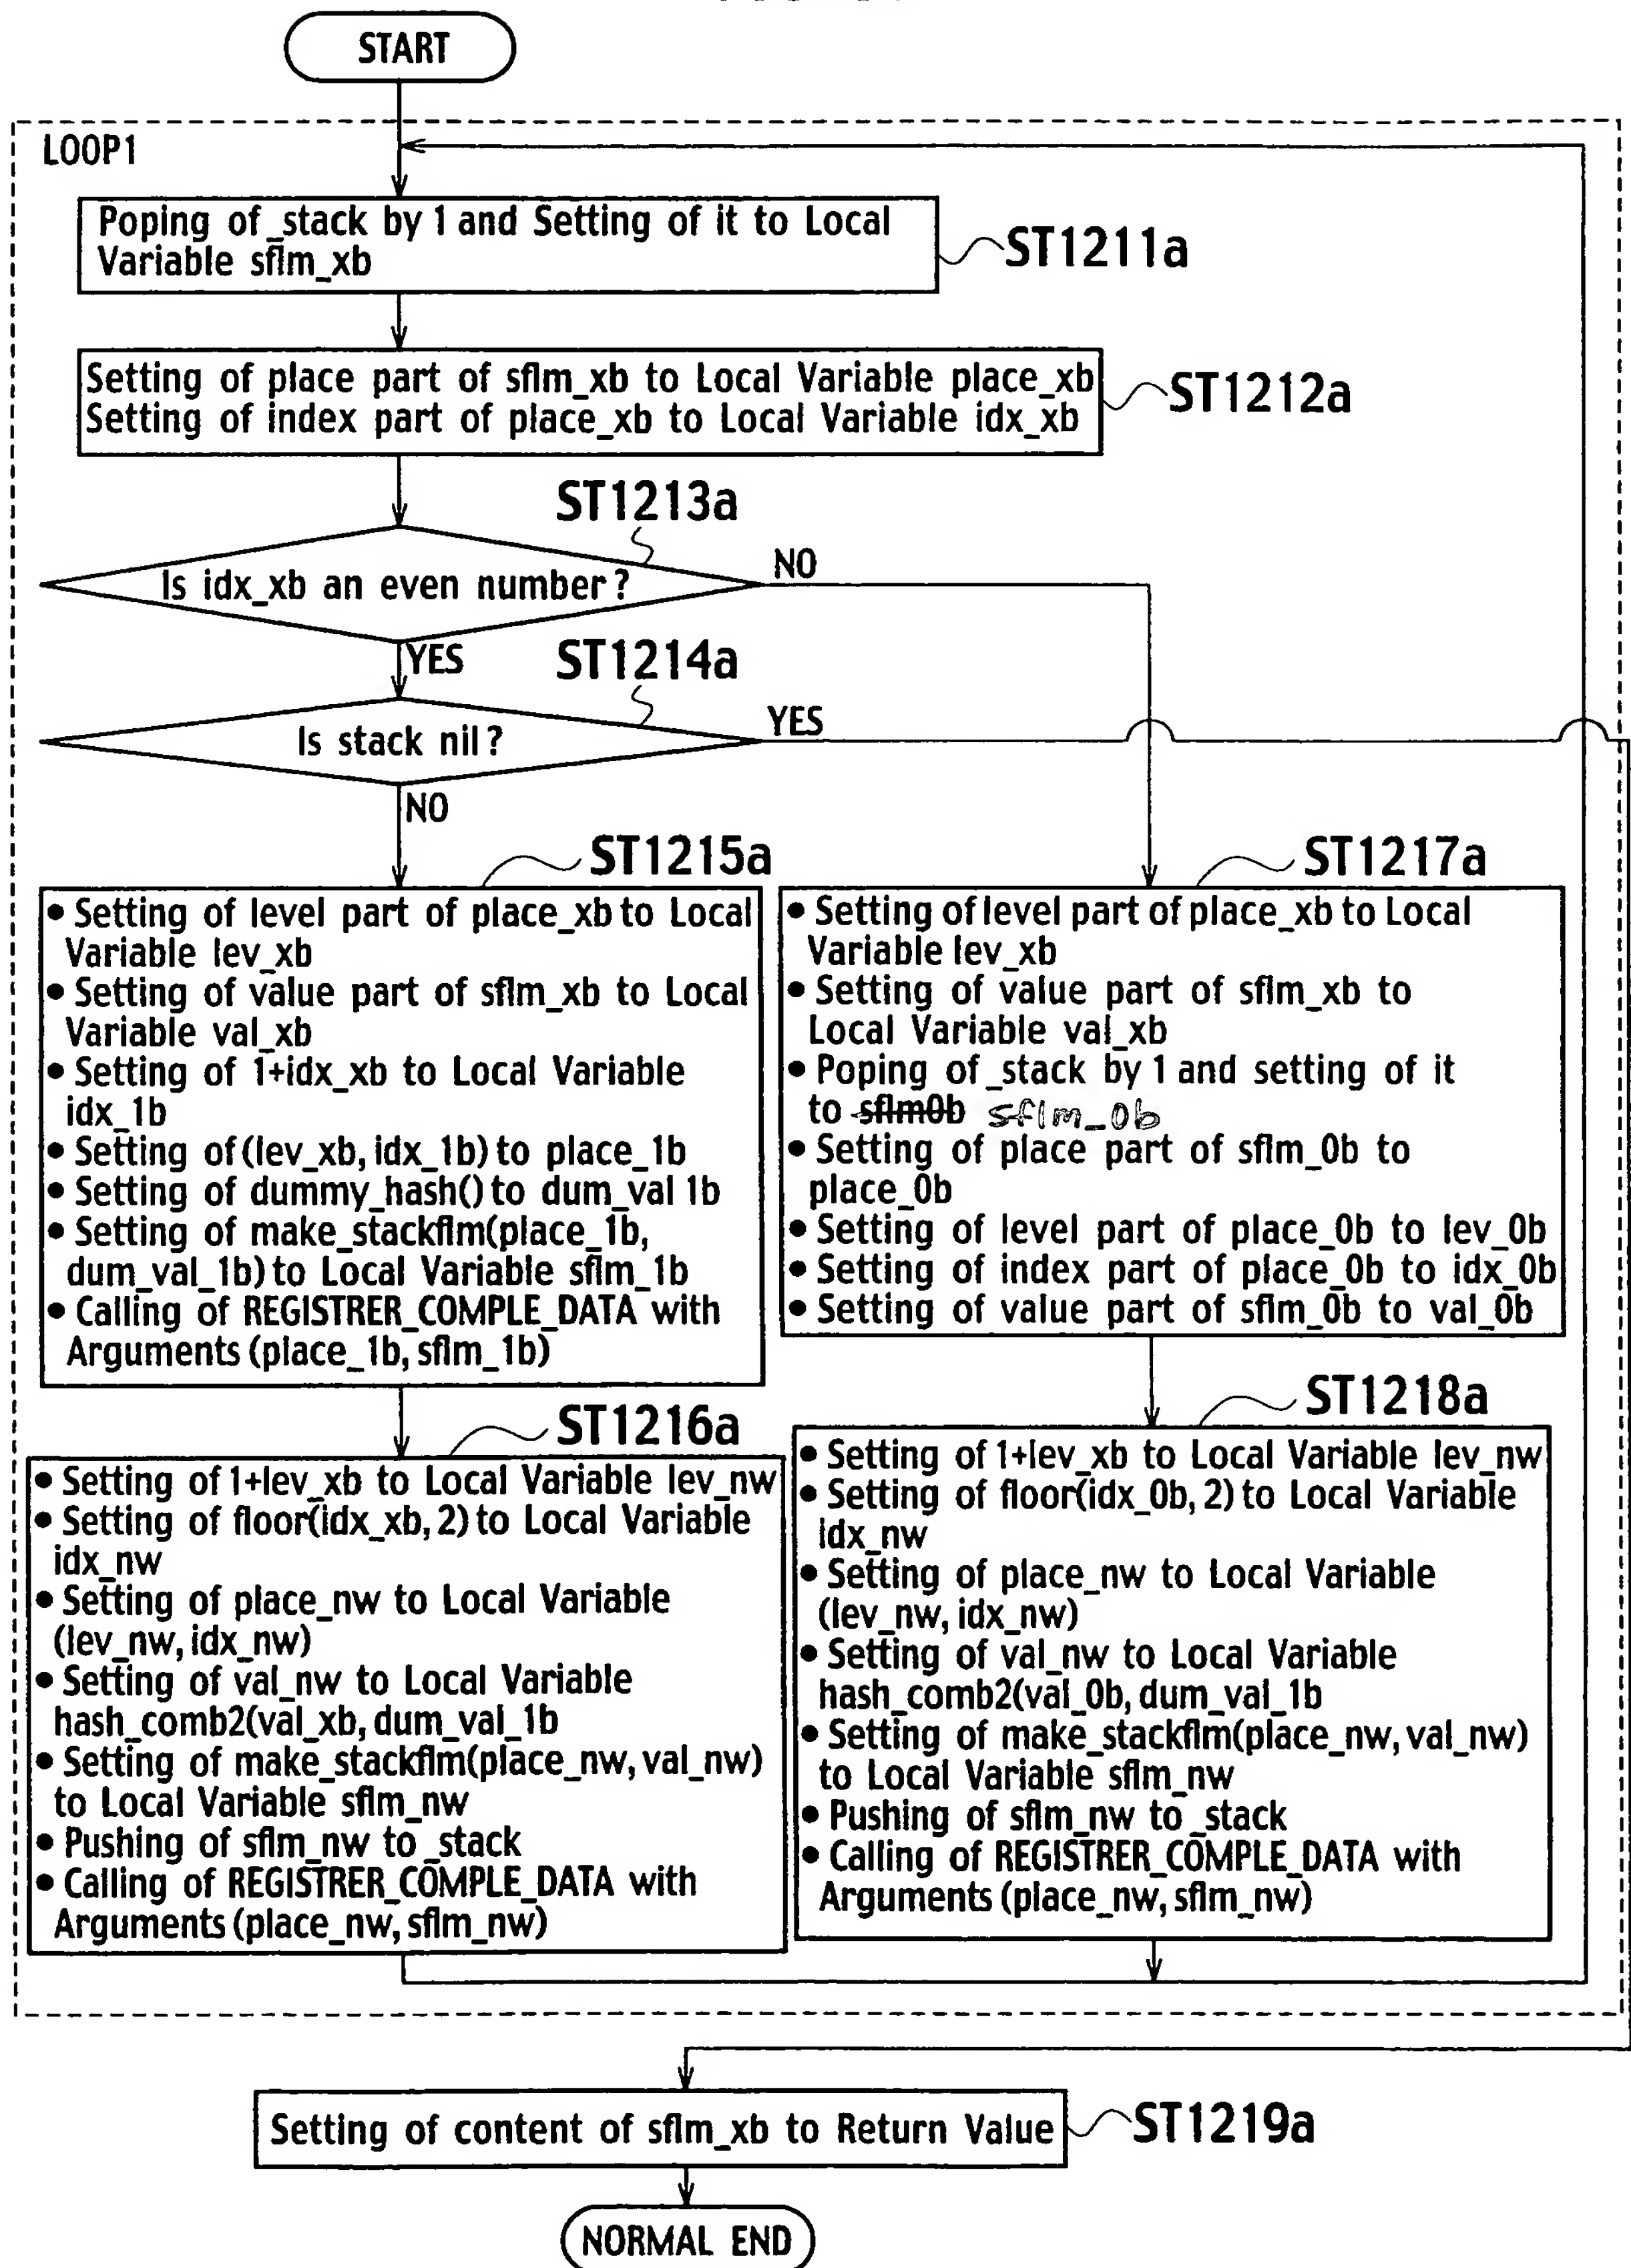 START
LOOP1
Poping of_stack by 1 and Setting of it to Local
Variable sflm_xb
ST1211a
Setting of place part of sflm_xb to Local Variable place_xb
Setting of index part of place_xb to Local Variable idx_xb
ST1212a
ST1213a
Is idx_xb an even number?
NO
YES
ST1214a
Is stack nil?
YES
NO
ST1215a
• Setting of level part of place_xb to Local
Variable lev_xb
• Setting of value part of sflm_xb to Local
Variable val_xb
• Setting of 1+idx_xb to Local Variable
idx_1b
• Setting of (lev_xb, idx_1b) to place_1b
• Setting of dummy_hash() to dum_val 1b
• Setting of make_stackflm(place_1b,
dum_val_1b) to Local Variable sflm_1b
• Calling of REGISTRER_COMPLE_DATA with
Arguments (place_1b, sflm_1b)
ST1217a
• Setting of level part of place_xb to Local
Variable lev_xb
• Setting of value part of sflm_xb to
Local Variable val_xb
• Poping of_stack by 1 and setting of it
to sflm0b sflm_0b
• Setting of place part of sflm_0b to
place_0b
• Setting of level part of place_0b to lev_0b
• Setting of index part of place_0b to idx_0b
• Setting of value part of sflm_0b to val_0b
ST1216a
• Setting of 1+lev_xb to Local Variable lev_nw
• Setting of floor(idx_xb, 2) to Local Variable
idx_nw
• Setting of place_nw to Local Variable
(lev_nw, idx_nw)
• Setting of val_nw to Local Variable
hash_comb2(val_xb, dum_val_1b
• Setting of make_stackflm(place_nw, val_nw)
to Local Variable sflm_nw
• Pushing of sflm_nw to _stack
• Calling of REGISTRER_COMPLE_DATA with
Arguments (place_nw, sflm_nw)
ST1218a
• Setting of 1+lev_xb to Local Variable lev_nw
• Setting of floor(idx_0b, 2) to Local Variable
idx_nw
• Setting of place_nw to Local Variable
(lev_nw, idx_nw)
• Setting of val_nw to Local Variable
hash_comb2(val_0b, dum_val_1b
• Setting of make_stackflm(place_nw, val_nw)
to Local Variable sflm_nw
• Pushing of sflm_nw to _stack
• Calling of REGISTRER_COMPLE_DATA with
Arguments (place_nw, sflm_nw)
Setting of content of sflm_xb to Return Value
ST1219a
NORMAL END